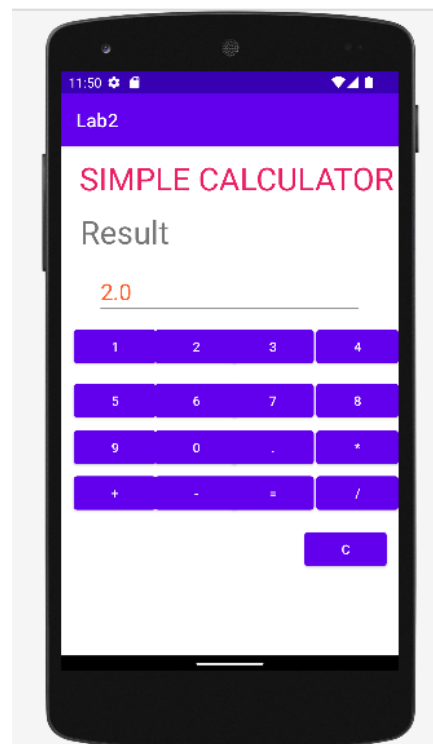 11:50
Lab2
SIMPLE CALCULATOR
Result
2.0
1 2 3 4
5 6 7 8
9 0 . *
+ - = /
C